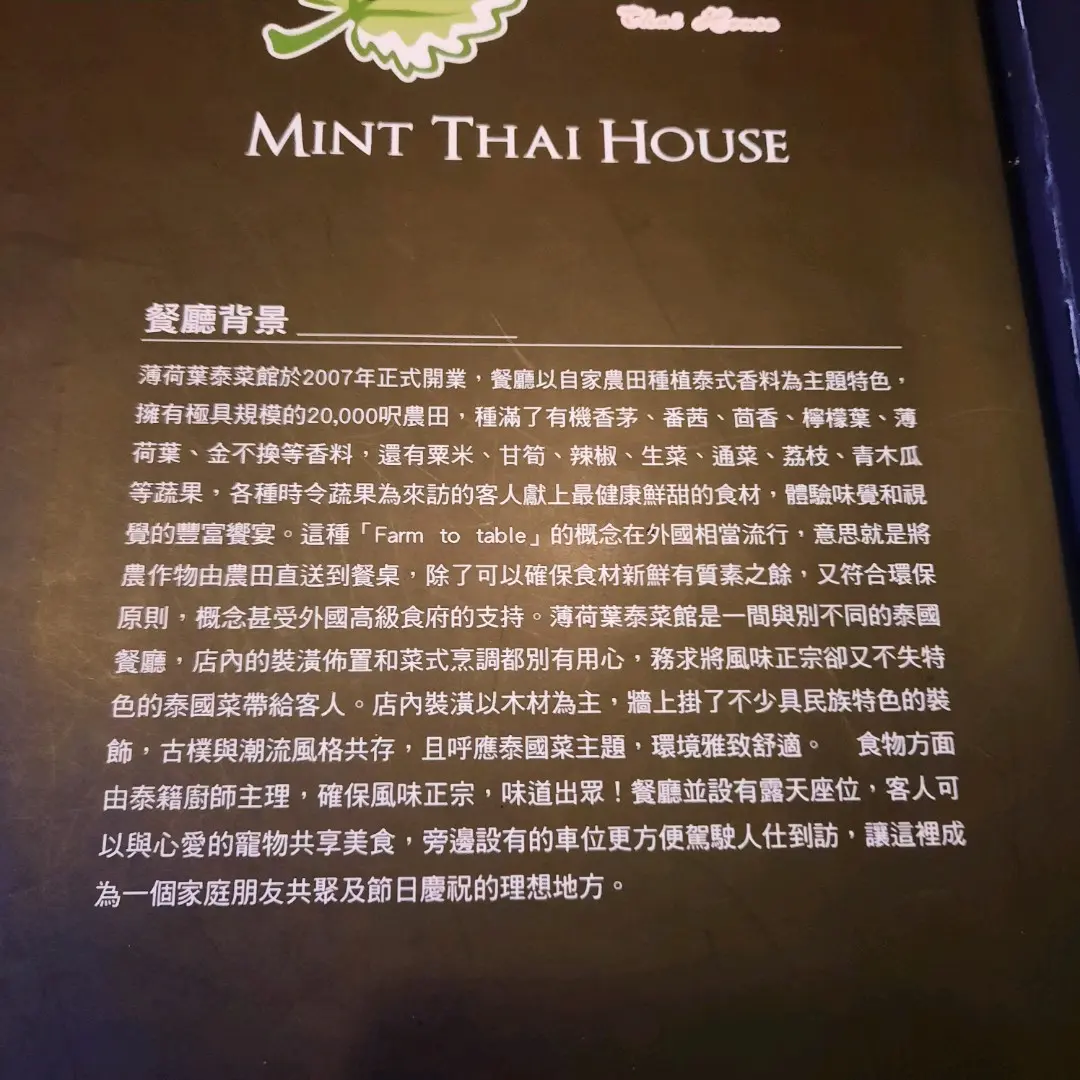 Thai House
MINT THAI HOUSE
餐廳背景
薄荷葉泰菜館於2007年正式開業，餐廳以自家農田種植泰式香料為主題特色，
擁有極具規模的20,000呎農田，種滿了有機香茅、番茜、茴香、檸檬葉、薄
荷葉、金不換等香料，還有粟米、甘筍、辣椒、生菜、通菜、荔枝、青木瓜
等蔬果，各種時令蔬果為來訪的客人獻上最健康鮮甜的食材，體驗味覺和視
覺的豐富饗宴。這種「Farm to table」的概念在外國相當流行，意思就是將
農作物由農田直送到餐桌，除了可以確保食材新鮮有質素之餘，又符合環保
原則，概念甚受外國高級食府的支持。薄荷葉泰菜館是一間與別不同的泰國
餐廳，店內的裝潢佈置和菜式烹調都別有用心，務求將風味正宗卻又不失特
色的泰國菜帶給客人。店內裝潢以木材為主，牆上掛了不少具民族特色的裝
飾，古樸與潮流風格共存，且呼應泰國菜主題，環境雅致舒適。 食物方面
由泰籍廚師主理，確保風味正宗，味道出眾！餐廳並設有露天座位，客人可
以與心愛的寵物共享美食，旁邊設有的車位更方便駕駛人仕到訪，讓這裡成
為一個家庭朋友共聚及節日慶祝的理想地方。